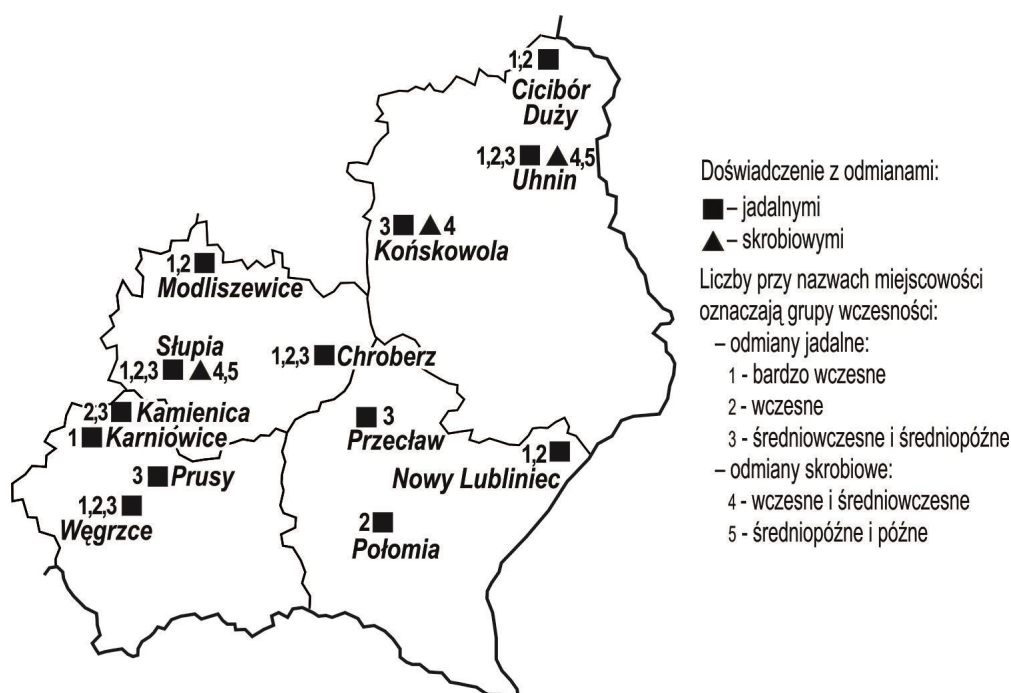 1,2
Cicibór
Duży
1,2,3 4,5
Uhnin
3 4
Końskowola
1,2
Modliszewice
Słupia
1,2,3 4,5
1,2,3 Chroberz
2,3 Kamienica
1 Karniówice
3 Prusy
1,2,3
Węgrzce
3
Przecław
1,2
Nowy Lubliniec
2
Połomia
Doświadczenie z odmianami:
– jadalnymi
– skrobiowymi
Liczby przy nazwach miejscowości
oznaczają grupy wczesności:
– odmiany jadalne:
1 - bardzo wczesne
2 - wczesne
3 - średniowczesne i średniopóźne
– odmiany skrobiowe:
4 - wczesne i średniowczesne
5 - średniopóźne i późne